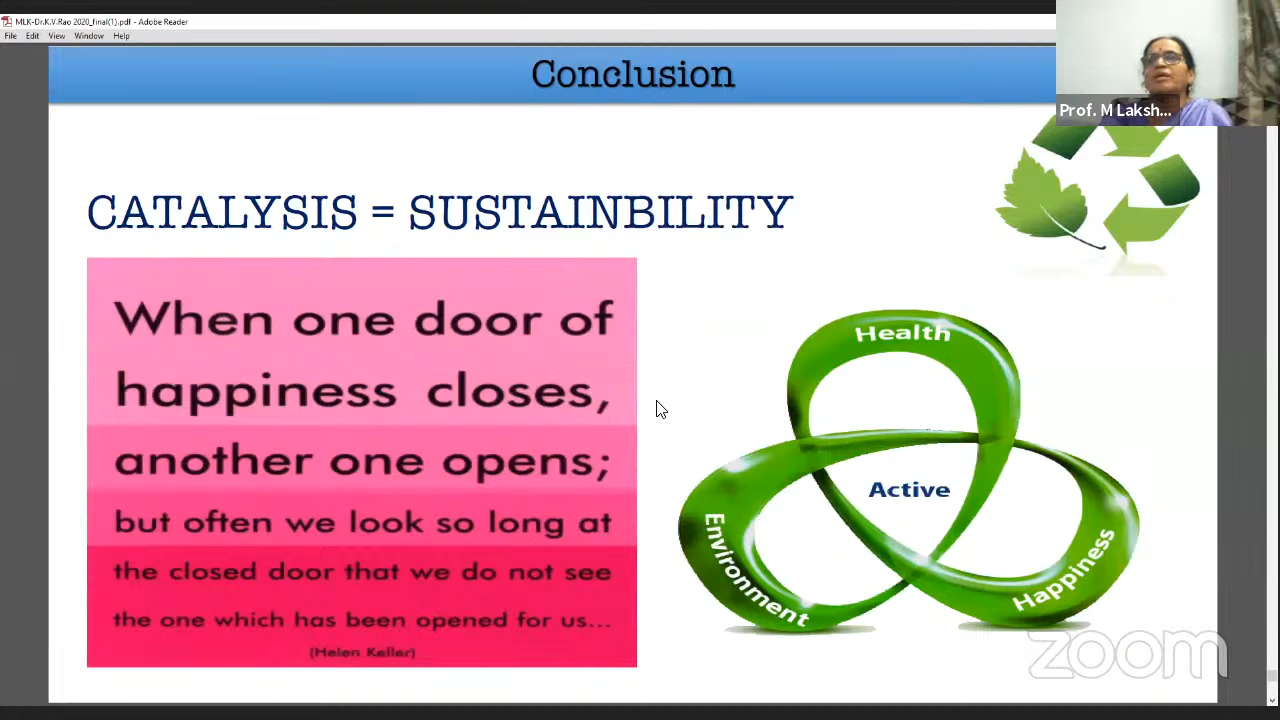 MLK-Dr.K.V.Rao 2020_final(1).pdf - Adobe Reader
File Edit View Window Help
Conclusion
Prof. M Laksh...
CATALYSIS = SUSTAINBILITY
When one door of
happiness closes,
another one opens;
but often we look so long at
the closed door that we do not see
the one which has been opened for us...
(Helen Keller)
Health
Active
Environment
Happiness
zoom